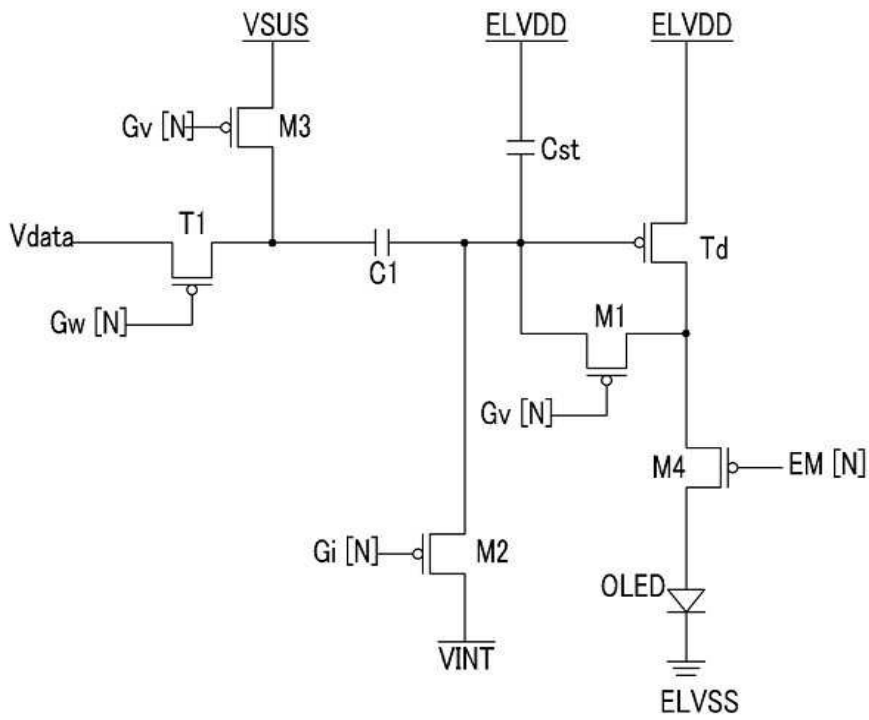 VSUS
ELVDD
ELVDD
Gv [N]
M3
Cst
Vdata
T1
C1
Td
Gw [N]
M1
Gv [N]
M4
EM [N]
Gi [N]
M2
OLED
VINT
ELVSS